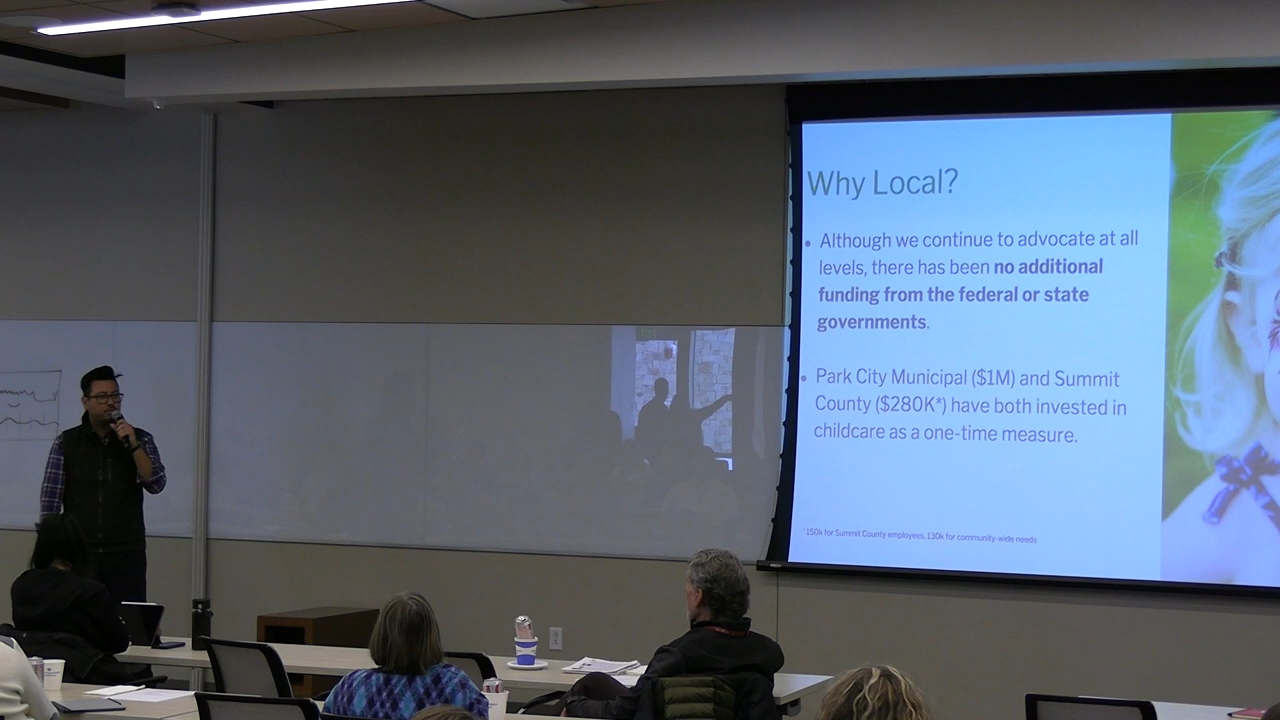 Why Local?
• Although we continue to advocate at all
levels, there has been no additional
funding from the federal or state
governments.
• Park City Municipal ($1M) and Summit
County ($280K*) have both invested in
childcare as a one-time measure.
*150k for Summit County employees, 130k for community-wide needs